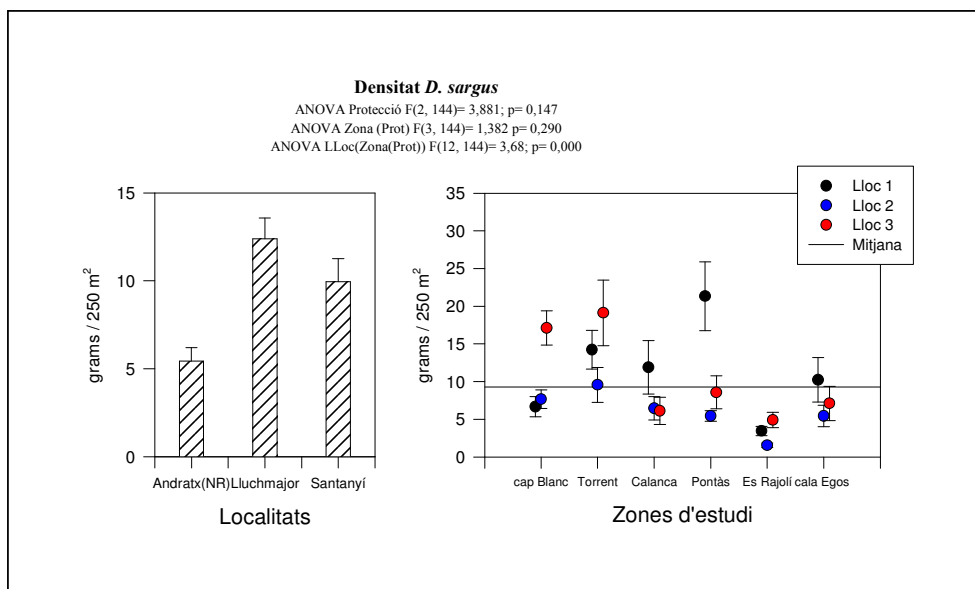 Densitat D. sargus
ANOVA Protecció F(2, 144)= 3,881; p= 0,147
ANOVA Zona (Prot) F(3, 144)= 1,382 p= 0,290
ANOVA LLoc(Zona(Prot)) F(12, 144)= 3,68; p= 0,000
15
10
5
0
grams / 250 m²
Andratx(NR) Lluchmajor Santanyí
Localitats
35
30
25
20
15
10
5
0
grams / 250 m²
Lloc 1
Lloc 2
Lloc 3
Mitjana
cap Blanc Torrent Calanca Pontàs Es Rajolí cala Egos
Zones d'estudi